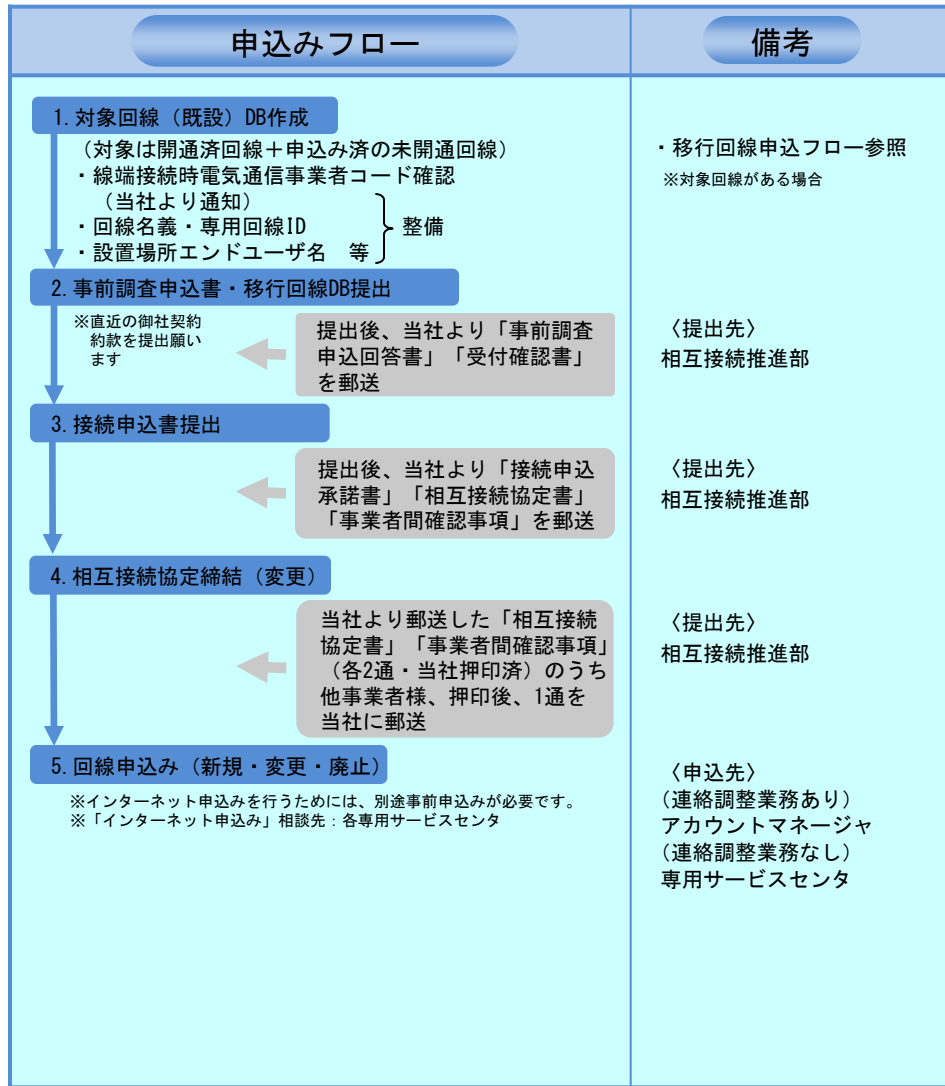 申込みフロー
備考
1.対象回線（既設）DB作成
（対象は開通済回線＋申込み済の未開通回線）
・線端接続時電気通信事業者コード確認
（当社より通知）
・回線名義・専用回線ID
・設置場所エンドユーザ名　等
整備
・移行回線申込フロー参照
※対象回線がある場合
2.事前調査申込書・移行回線DB提出
※直近の御社契約
約款を提出願い
ます
提出後、当社より「事前調査
申込回答書」「受付確認書」
を郵送
〈提出先〉
相互接続推進部
3.接続申込書提出
提出後、当社より「接続申込
承諾書」「相互接続協定書」
「事業者間確認事項」を郵送
〈提出先〉
相互接続推進部
4.相互接続協定締結（変更）
当社より郵送した「相互接続
協定書」「事業者間確認事項」
（各2通・当社押印済）のうち
他事業者様、押印後、1通を
当社に郵送
〈提出先〉
相互接続推進部
5.回線申込み（新規・変更・廃止）
※インターネット申込みを行うためには、別途事前申込みが必要です。
※「インターネット申込み」相談先：各専用サービスセンタ
〈申込先〉
（連絡調整業務あり）
アカウントマネージャ
（連絡調整業務なし）
専用サービスセンタ